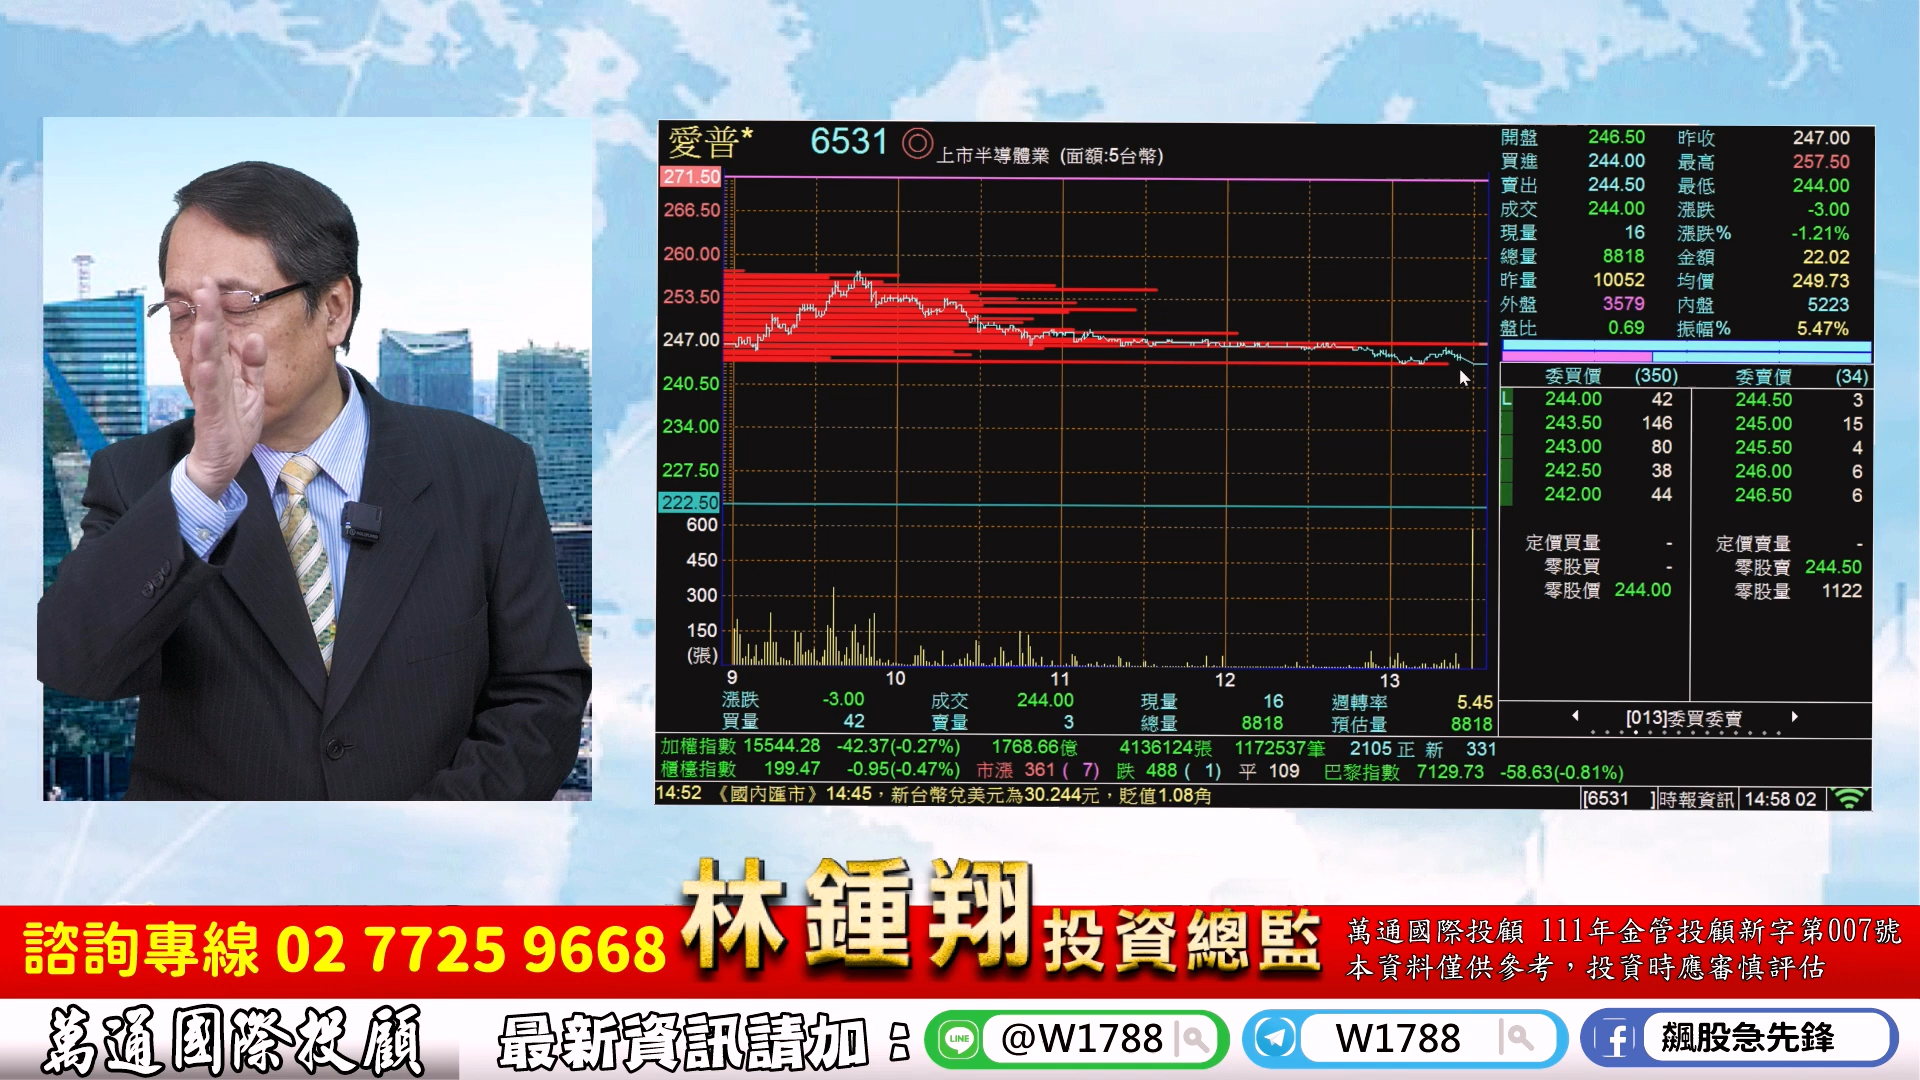 愛普* 6531 ◎上市半導體業 (面額:5台幣)
271.50
266.50
260.00
253.50
247.00
240.50
234.00
227.50
222.50
600
450
300
150
(張)
9 10 11 12 13
漲跌 -3.00 成交 244.00 現量 16 週轉率 5.45
買量 42 賣量 3 總量 8818 預估量 8818
開盤 246.50 昨收 247.00
買進 244.00 最高 257.50
賣出 244.50 最低 244.00
成交 244.00 漲跌 -3.00
現量 16 漲跌% -1.21%
總量 8818 金額 22.02
昨量 10052 均價 249.73
外盤 3579 內盤 5223
盤比 0.69 振幅% 5.47%
委買價 (350) 委賣價 (34)
L 244.00 42 244.50 3
243.50 146 245.00 15
243.00 80 245.50 4
242.50 38 246.00 6
242.00 44 246.50 6
定價買量 - 定價賣量 -
零股買 - 零股賣 244.50
零股價 244.00 零股量 1122
[013]委買委賣
加權指數 15544.28 -42.37(-0.27%) 1768.66億 4136124張 1172537筆 2105 正 新 331
櫃檯指數 199.47 -0.95(-0.47%) 市漲 361 ( 7) 跌 488 ( 1) 平 109 巴黎指數 7129.73 -58.63(-0.81%)
14:52 《國內匯市》14:45，新台幣兌美元為30.244元，貶值1.08角 [6531 ]時報資訊 14:58 02
諮詢專線 02 7725 9668
林鍾翔 投資總監
萬通國際投顧 111年金管投顧新字第007號
本資料僅供參考，投資時應審慎評估
萬通國際投顧
最新資訊請加：
LINE @W1788
W1788
飆股急先鋒